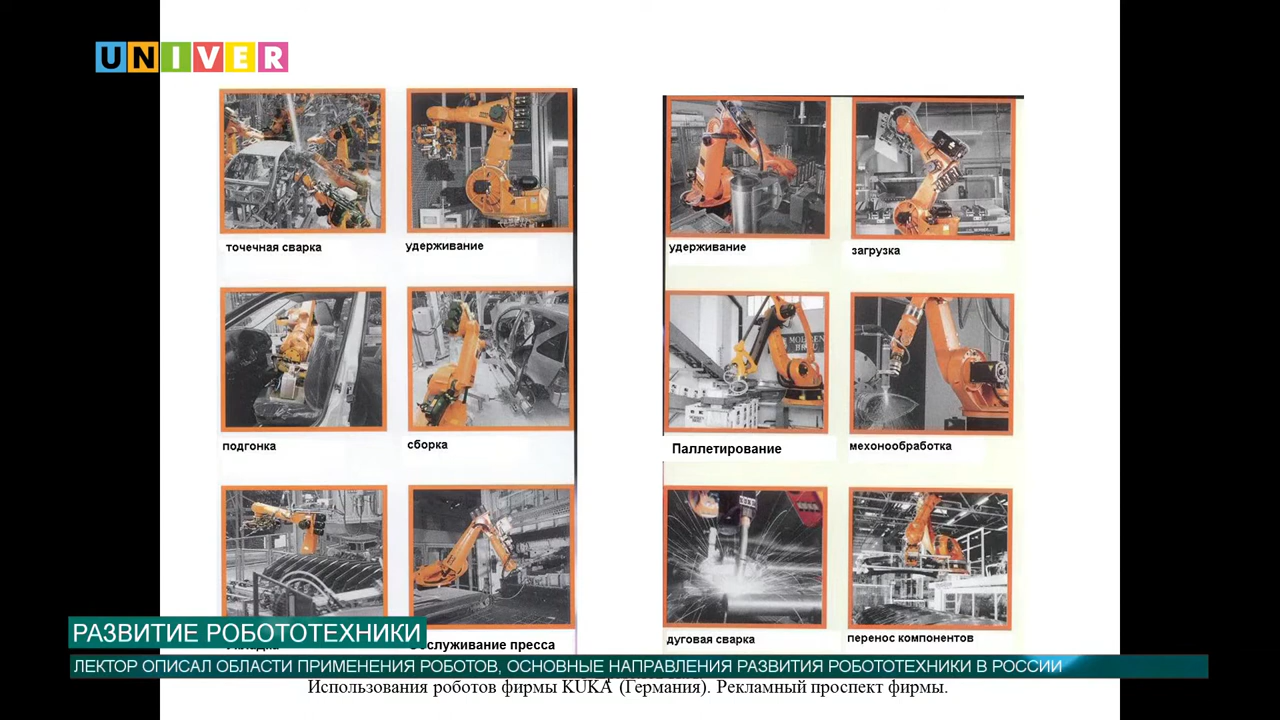 UNIVER
точечная сварка
удерживание
удерживание
загрузка
подгонка
сборка
Паллетирование
мехонообработка
обслуживание пресса
дуговая сварка
перенос компонентов
РАЗВИТИЕ РОБОТОТЕХНИКИ
ЛЕКТОР ОПИСАЛ ОБЛАСТИ ПРИМЕНЕНИЯ РОБОТОВ, ОСНОВНЫЕ НАПРАВЛЕНИЯ РАЗВИТИЯ РОБОТОТЕХНИКИ В РОССИИ
Использования роботов фирмы KUKA (Германия). Рекламный проспект фирмы.